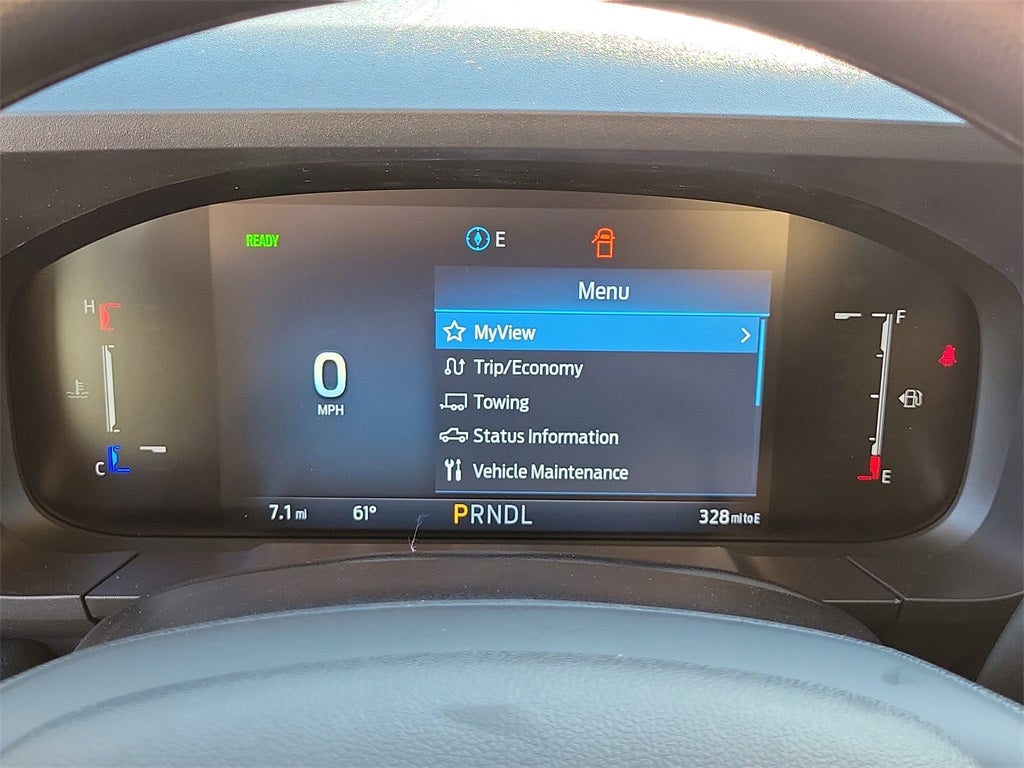 READY
E
H
C
0
MPH
Menu
MyView
Trip/Economy
Towing
Status Information
Vehicle Maintenance
F
E
7.1 mi 61° PRNDL 328 mi to E